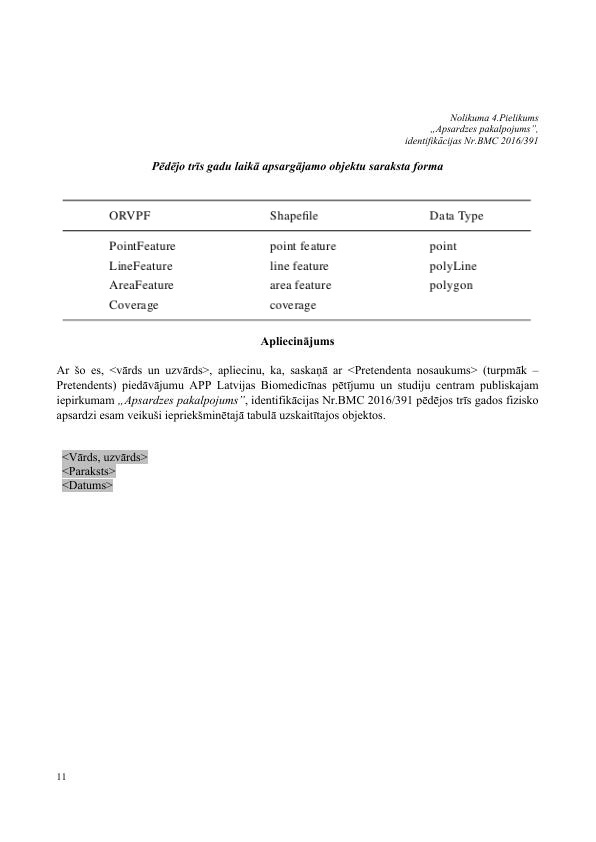 Nolikuma 4.Pielikums
„Apsardzes pakalpojums”,
identifikācijas Nr.BMC 2016/391
Pēdējo trīs gadu laikā apsargājamo objektu saraksta forma
ORVPF Shapefile Data Type
PointFeature point feature point
LineFeature line feature polyLine
AreaFeature area feature polygon
Coverage coverage
Apliecinājums
Ar šo es, <vārds un uzvārds>, apliecinu, ka, saskaņā ar <Pretendenta nosaukums> (turpmāk –
Pretendents) piedāvājumu APP Latvijas Biomedicīnas pētījumu un studiju centram publiskajam
iepirkumam „Apsardzes pakalpojums”, identifikācijas Nr.BMC 2016/391 pēdējos trīs gados fizisko
apsardzi esam veikuši iepriekšminētajā tabulā uzskaitītajos objektos.
<Vārds, uzvārds>
<Paraksts>
<Datums>
11